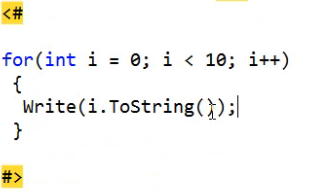 <#
for(int i = 0; i < 10; i++)
{
Write(i.ToString());
}
#>